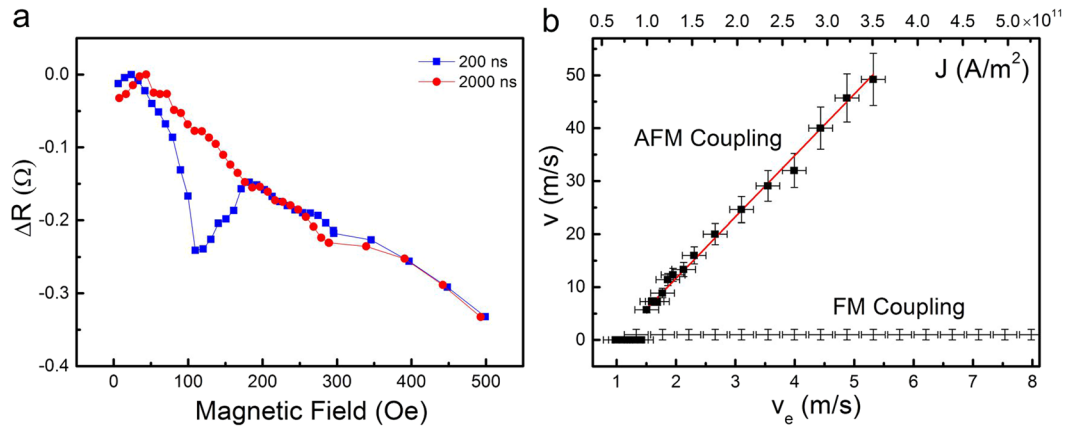 a
200 ns
2000 ns
0.0
-0.1
-0.2
-0.3
-0.4
ΔR (Ω)
0 100 200 300 400 500
Magnetic Field (Oe)
b
0.5 1.0 1.5 2.0 2.5 3.0 3.5 4.0 4.5 5.0x10¹¹
J (A/m²)
50
40
30
20
10
0
v (m/s)
AFM Coupling
FM Coupling
1 2 3 4 5 6 7 8
vₑ (m/s)